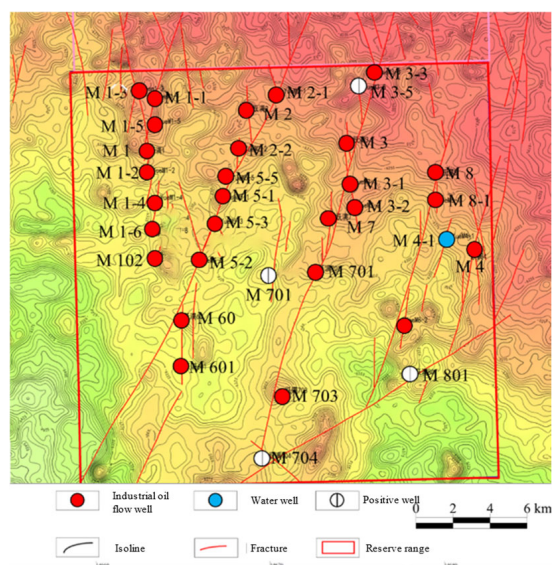 M 3-3
M 1-3
M 3-5
M 1-1
M 2-1
M 2
M 1-5
M 3
M 1
M 2-2
M 1-2
M 5-5
M 8
M 3-1
M 5-1
M 8-1
M 1-4
M 3-2
M 5-3
M 7
M 1-6
M 4-1
M 102
M 5-2
M 4
M 701
M 701
M 60
M 601
M 801
M 703
M 704
Industrial oil
flow well
Water well
Positive well
0 2 4 6 km
Isoline
Fracture
Reserve range